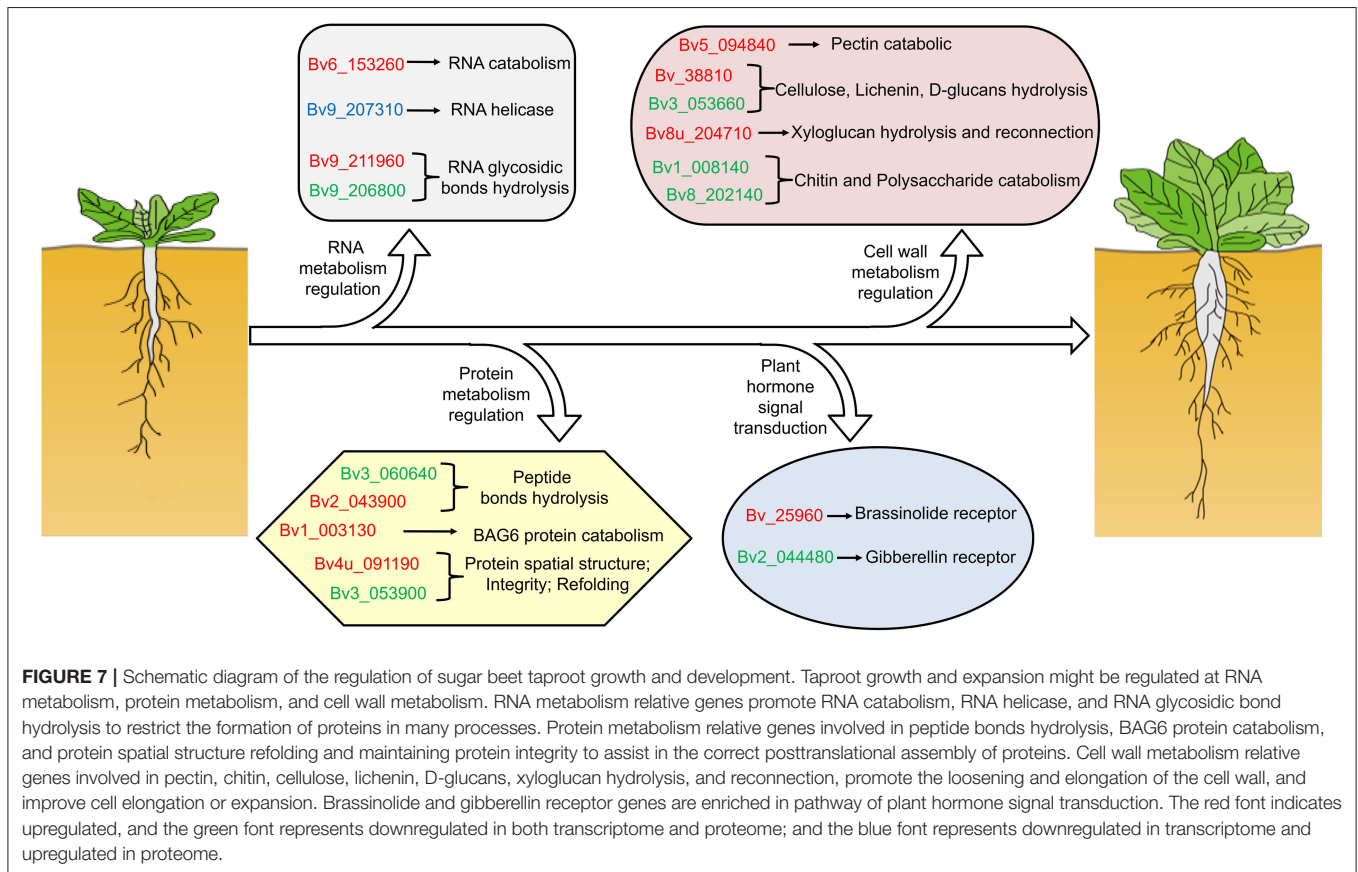 Bv6_153260 RNA catabolism
Bv9_207310 RNA helicase
Bv9_211960
Bv9_206800
RNA glycosidic
bonds hydrolysis
Bv5_094840 Pectin catabolic
Bv_38810
Bv3_053660
Cellulose, Lichenin, D-glucans hydrolysis
Bv8u_204710 Xyloglucan hydrolysis and reconnection
Bv1_008140
Bv8_202140
Chitin and Polysaccharide catabolism
RNA
metabolism
regulation
Cell wall
metabolism
regulation
Protein
metabolism
regulation
Plant
hormone
signal
transduction
Bv3_060640
Bv2_043900
Peptide
bonds hydrolysis
Bv1_003130 BAG6 protein catabolism
Bv4u_091190
Bv3_053900
Protein spatial structure;
Integrity; Refolding
Bv_25960 Brassinolide receptor
Bv2_044480 Gibberellin receptor
FIGURE 7 | Schematic diagram of the regulation of sugar beet taproot growth and development. Taproot growth and expansion might be regulated at RNA
metabolism, protein metabolism, and cell wall metabolism. RNA metabolism relative genes promote RNA catabolism, RNA helicase, and RNA glycosidic bond
hydrolysis to restrict the formation of proteins in many processes. Protein metabolism relative genes involved in peptide bonds hydrolysis, BAG6 protein catabolism,
and protein spatial structure refolding and maintaining protein integrity to assist in the correct posttranslational assembly of proteins. Cell wall metabolism relative
genes involved in pectin, chitin, cellulose, lichenin, D-glucans, xyloglucan hydrolysis, and reconnection, promote the loosening and elongation of the cell wall, and
improve cell elongation or expansion. Brassinolide and gibberellin receptor genes are enriched in pathway of plant hormone signal transduction. The red font indicates
upregulated, and the green font represents downregulated in both transcriptome and proteome; and the blue font represents downregulated in transcriptome and
upregulated in proteome.